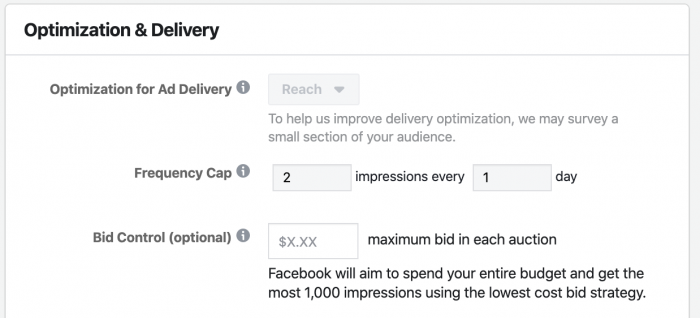 Optimization & Delivery
Optimization for Ad Delivery
Reach
To help us improve delivery optimization, we may survey a
small section of your audience.
Frequency Cap 2 impressions every 1 day
Bid Control (optional) $X.XX maximum bid in each auction
Facebook will aim to spend your entire budget and get the
most 1,000 impressions using the lowest cost bid strategy.